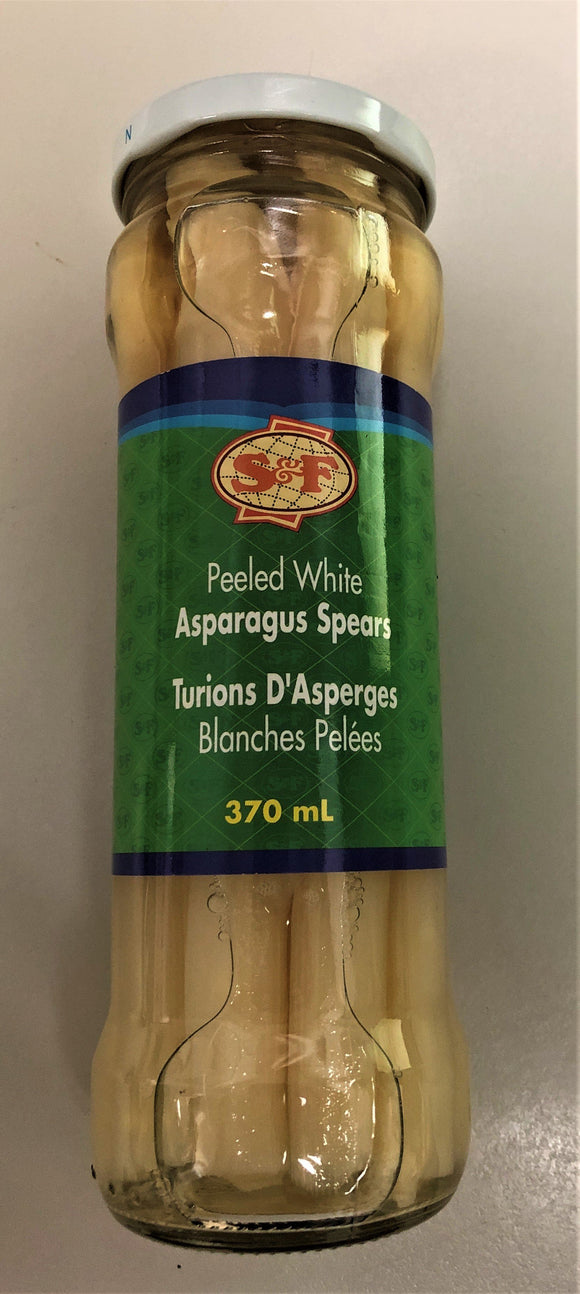 N
S&F
Peeled White
Asparagus Spears
Turions D'Asperges
Blanches Pelées
370 mL